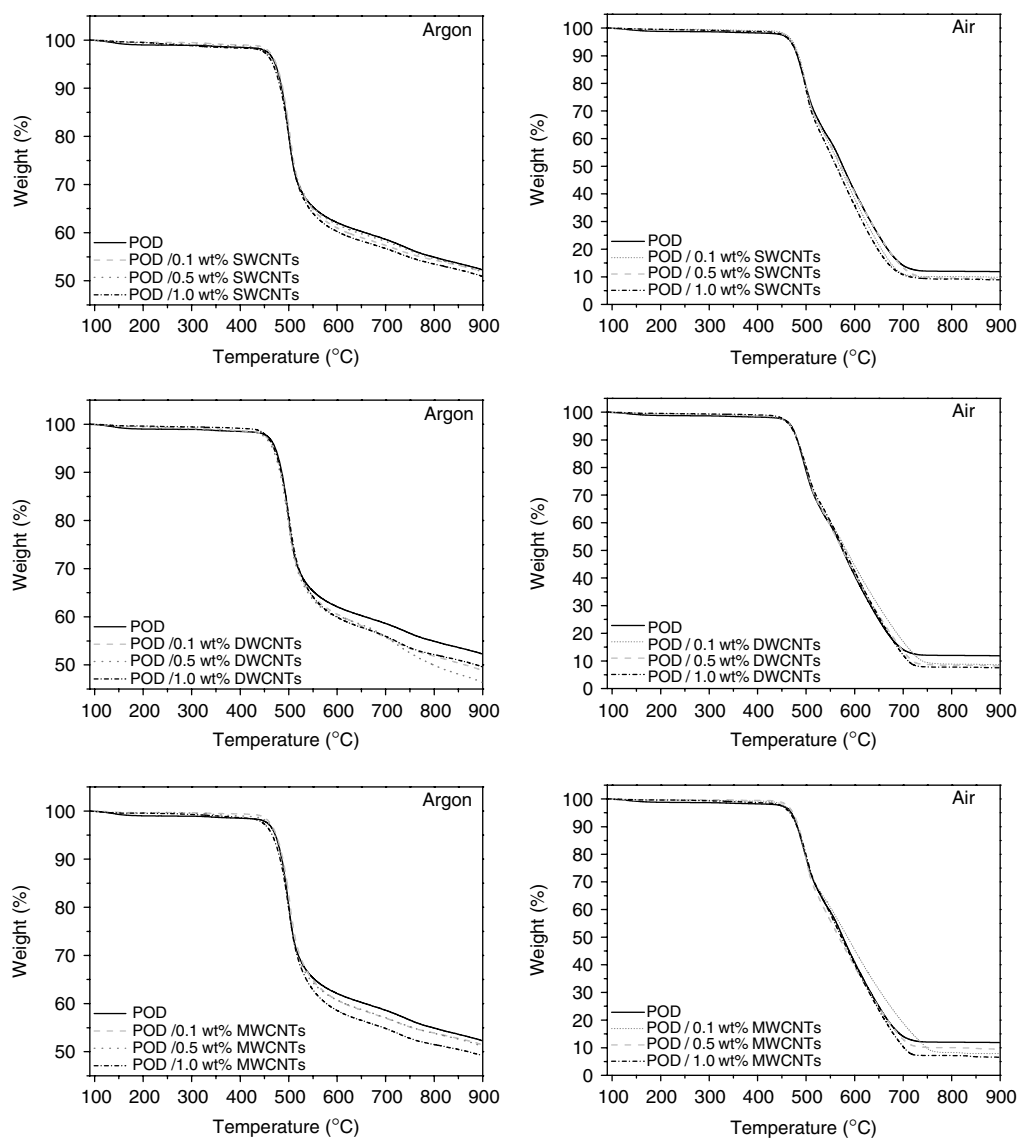 Argon
100
90
80
70
60
50
Weight (%)
POD
POD /0.1 wt% SWCNTs
POD /0.5 wt% SWCNTs
POD /1.0 wt% SWCNTs
100 200 300 400 500 600 700 800 900
Temperature (°C)
Air
100
90
80
70
60
50
40
30
20
10
0
Weight (%)
POD
POD / 0.1 wt% SWCNTs
POD / 0.5 wt% SWCNTs
POD / 1.0 wt% SWCNTs
100 200 300 400 500 600 700 800 900
Temperature (°C)
Argon
100
90
80
70
60
50
Weight (%)
POD
POD /0.1 wt% DWCNTs
POD /0.5 wt% DWCNTs
POD /1.0 wt% DWCNTs
100 200 300 400 500 600 700 800 900
Temperature (°C)
Air
100
90
80
70
60
50
40
30
20
10
0
Weight (%)
POD
POD / 0.1 wt% DWCNTs
POD / 0.5 wt% DWCNTs
POD / 1.0 wt% DWCNTs
100 200 300 400 500 600 700 800 900
Temperature (°C)
Argon
100
90
80
70
60
50
Weight (%)
POD
POD /0.1 wt% MWCNTs
POD /0.5 wt% MWCNTs
POD /1.0 wt% MWCNTs
100 200 300 400 500 600 700 800 900
Temperature (°C)
Air
100
90
80
70
60
50
40
30
20
10
0
Weight (%)
POD
POD / 0.1 wt% MWCNTs
POD / 0.5 wt% MWCNTs
POD / 1.0 wt% MWCNTs
100 200 300 400 500 600 700 800 900
Temperature (°C)